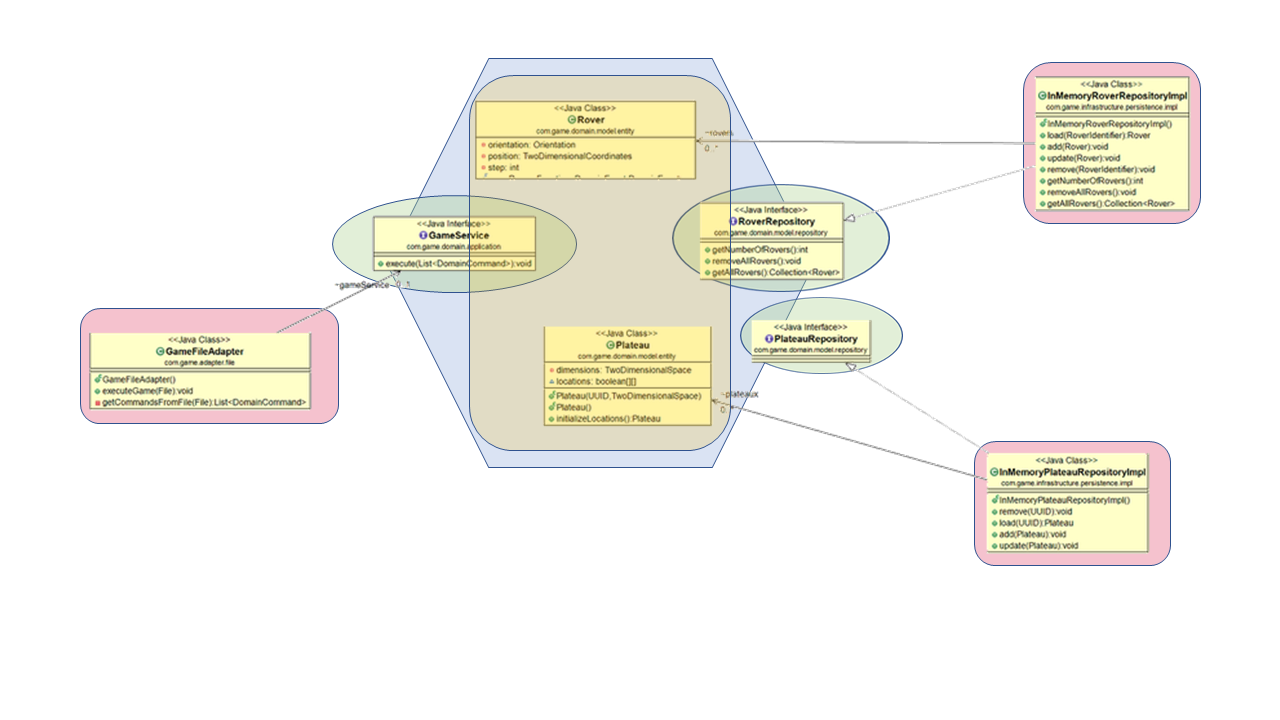 <<Java Class>>
Rover
com.game.domain.model.entity
orientation: Orientation
position: TwoDimensionalCoordinates
step: int
~rovers
0..*
<<Java Class>>
InMemoryRoverRepositoryImpl
com.game.infrastructure.persistence.impl
InMemoryRoverRepositoryImpl()
load(RoverIdentifier):Rover
add(Rover):void
update(Rover):void
remove(RoverIdentifier):void
getNumberOfRovers():int
removeAllRovers():void
getAllRovers():Collection<Rover>
<<Java Interface>>
GameService
com.game.domain.application
execute(List<DomainCommand>):void
~gameService
0..1
<<Java Interface>>
RoverRepository
com.game.domain.model.repository
getNumberOfRovers():int
removeAllRovers():void
getAllRovers():Collection<Rover>
<<Java Class>>
GameFileAdapter
com.game.adapter.file
GameFileAdapter()
executeGame(File):void
getCommandsFromFile(File):List<DomainCommand>
<<Java Class>>
Plateau
com.game.domain.model.entity
dimensions: TwoDimensionalSpace
locations: boolean[][]
Plateau(UUID,TwoDimensionalSpace)
Plateau()
initializeLocations():Plateau
~plateaux
0..
<<Java Interface>>
PlateauRepository
com.game.domain.model.repository
<<Java Class>>
InMemoryPlateauRepositoryImpl
com.game.infrastructure.persistence.impl
InMemoryPlateauRepositoryImpl()
remove(UUID):void
load(UUID):Plateau
add(Plateau):void
update(Plateau):void